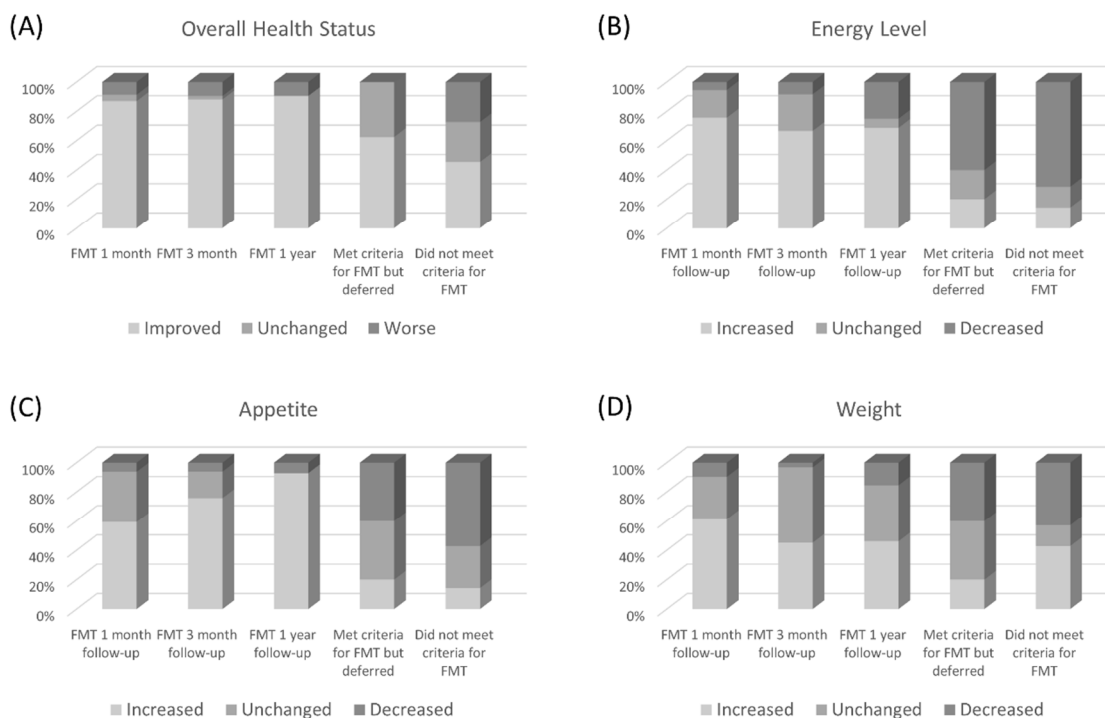 (A)
Overall Health Status
100%
80%
60%
40%
20%
0%
FMT 1 month
FMT 3 month
FMT 1 year
Met criteria
for FMT but
deferred
Did not meet
criteria for
FMT
Improved
Unchanged
Worse
(B)
Energy Level
100%
80%
60%
40%
20%
0%
FMT 1 month
follow-up
FMT 3 month
follow-up
FMT 1 year
follow-up
Met criteria
for FMT but
deferred
Did not meet
criteria for
FMT
Increased
Unchanged
Decreased
(C)
Appetite
100%
80%
60%
40%
20%
0%
FMT 1 month
follow-up
FMT 3 month
follow-up
FMT 1 year
follow-up
Met criteria
for FMT but
deferred
Did not meet
criteria for
FMT
Increased
Unchanged
Decreased
(D)
Weight
100%
80%
60%
40%
20%
0%
FMT 1 month
follow-up
FMT 3 month
follow-up
FMT 1 year
follow-up
Met criteria
for FMT but
deferred
Did not meet
criteria for
FMT
Increased
Unchanged
Decreased